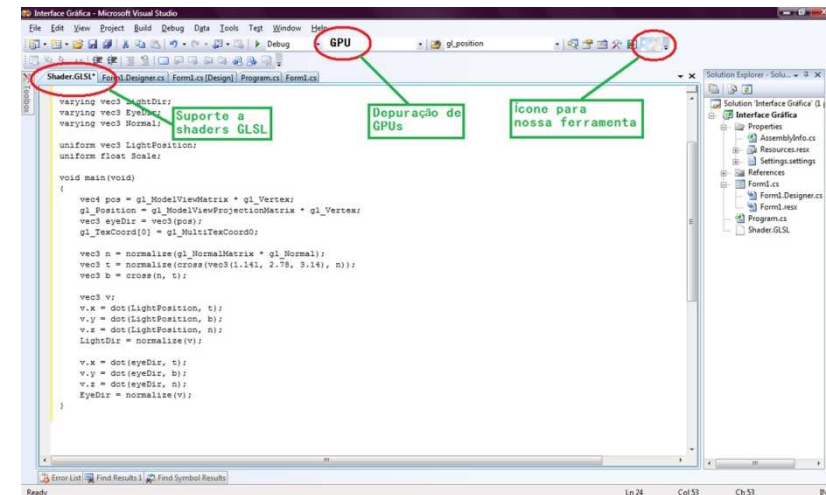 Interface Gráfica - Microsoft Visual Studio
File Edit View Project Build Debug Data Tools Test Window Help
Debug GPU gl_position
Shader.GLSL* Form1.Designer.cs Form1.cs [Design] Program.cs Form1.cs
Toolbox
varying vec3 LightDir;
varying vec3 EyeDir;
varying vec3 Normal;
uniform vec3 LightPosition;
uniform float Scale;
void main(void)
{
vec4 pos = gl_ModelViewMatrix * gl_Vertex;
gl_Position = gl_ModelViewProjectionMatrix * gl_Vertex;
vec3 eyeDir = vec3(pos);
gl_TexCoord[0] = gl_MultiTexCoord0;
vec3 n = normalize(gl_NormalMatrix * gl_Normal);
vec3 t = normalize(cross(vec3(1.141, 2.78, 3.14), n));
vec3 b = cross(n, t);
vec3 v;
v.x = dot(LightPosition, t);
v.y = dot(LightPosition, b);
v.z = dot(LightPosition, n);
LightDir = normalize(v);
v.x = dot(eyeDir, t);
v.y = dot(eyeDir, b);
v.z = dot(eyeDir, n);
EyeDir = normalize(v);
}
Suporte a
shaders GLSL
Depuração de
GPUs
Ícone para
nossa ferramenta
Solution Explorer - Solu...
Solution 'Interface Gráfica' (1
Interface Gráfica
Properties
AssemblyInfo.cs
Resources.resx
Settings.settings
References
Form1.cs
Form1.Designer.cs
Form1.resx
Program.cs
Shader.GLSL
Error List Find Results 1 Find Symbol Results
Ready Ln 24 Col 53 Ch 53